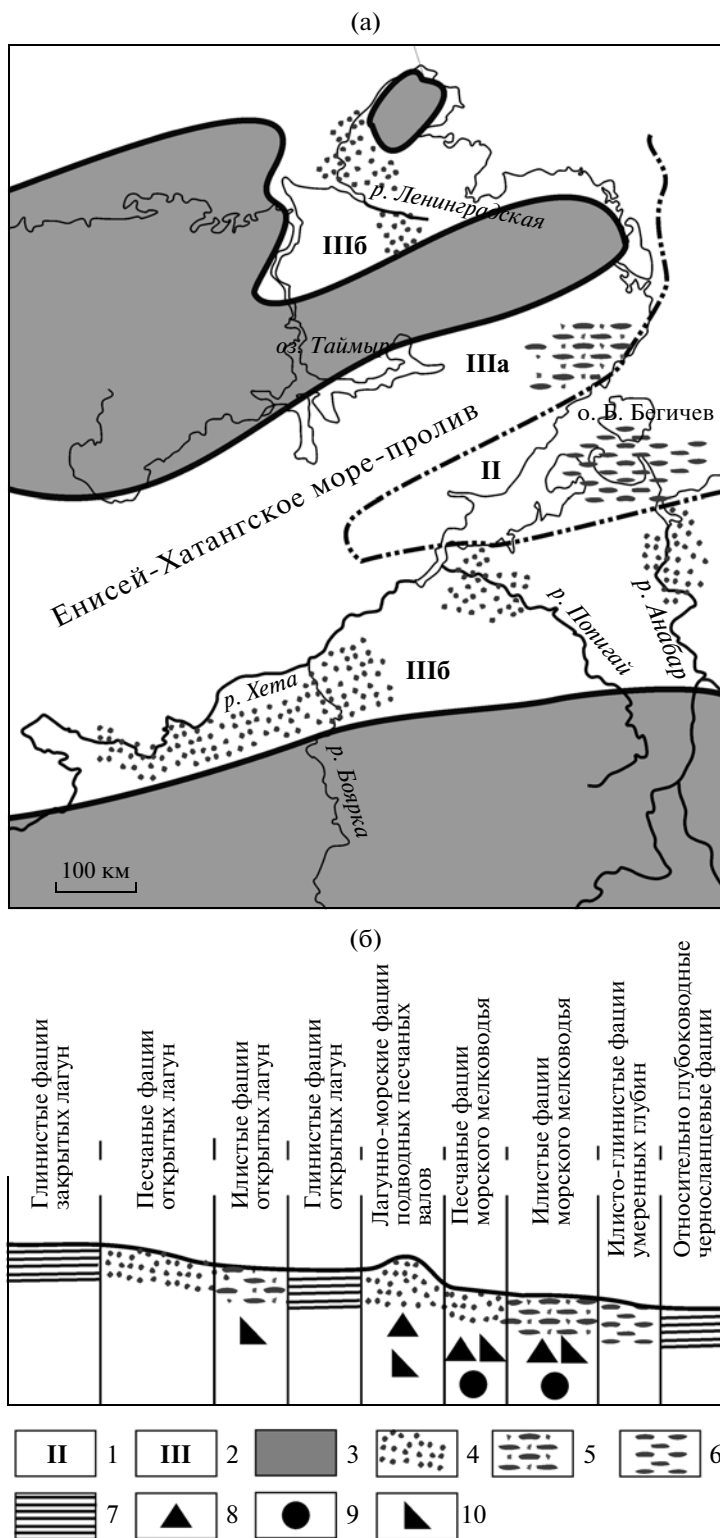 (а)
р. Ленинградская
IIIб
оз. Таймыр
IIIа
о. Б. Бегичев
II
Енисей-Хатангское море-пролив
р. Попигай
р. Анабар
IIIб
р. Хета
р. Боярка
100 км
(б)
Глинистые фации
закрытых лагун
Песчаные фации
открытых лагун
Илистые фации
открытых лагун
Глинистые фации
открытых лагун
Лагунно-морские фации
подводных песчаных
валов
Песчаные фации
морского мелководья
Илистые фации
морского мелководья
Илисто-глинистые фации
умеренных глубин
Относительно глубоководные
черносланцевые фации
II 1 III 2 3 4 5 6
7 8 9 10